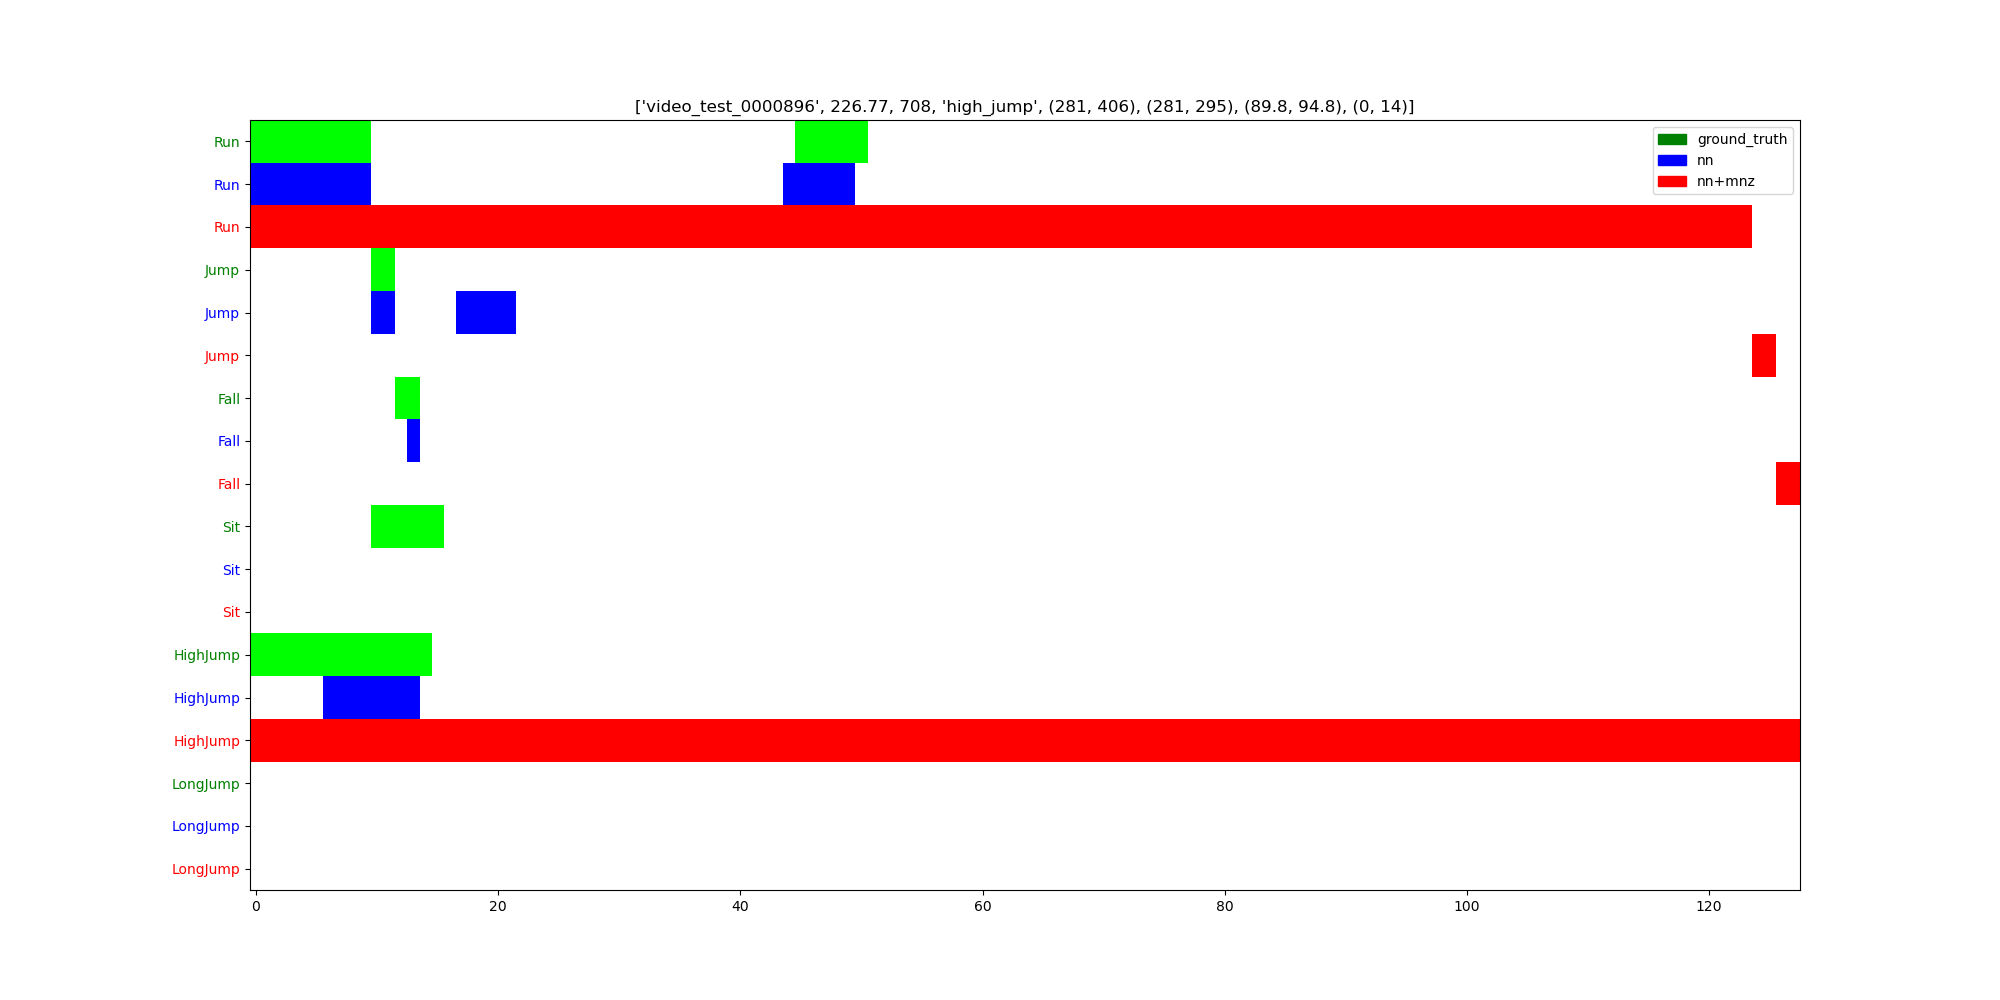 ['video_test_0000896', 226.77, 708, 'high_jump', (281, 406), (281, 295), (89.8, 94.8), (0, 14)]
ground_truth
nn
nn+mnz
Run
Run
Run
Jump
Jump
Jump
Fall
Fall
Fall
Sit
Sit
Sit
HighJump
HighJump
HighJump
LongJump
LongJump
LongJump
0 20 40 60 80 100 120